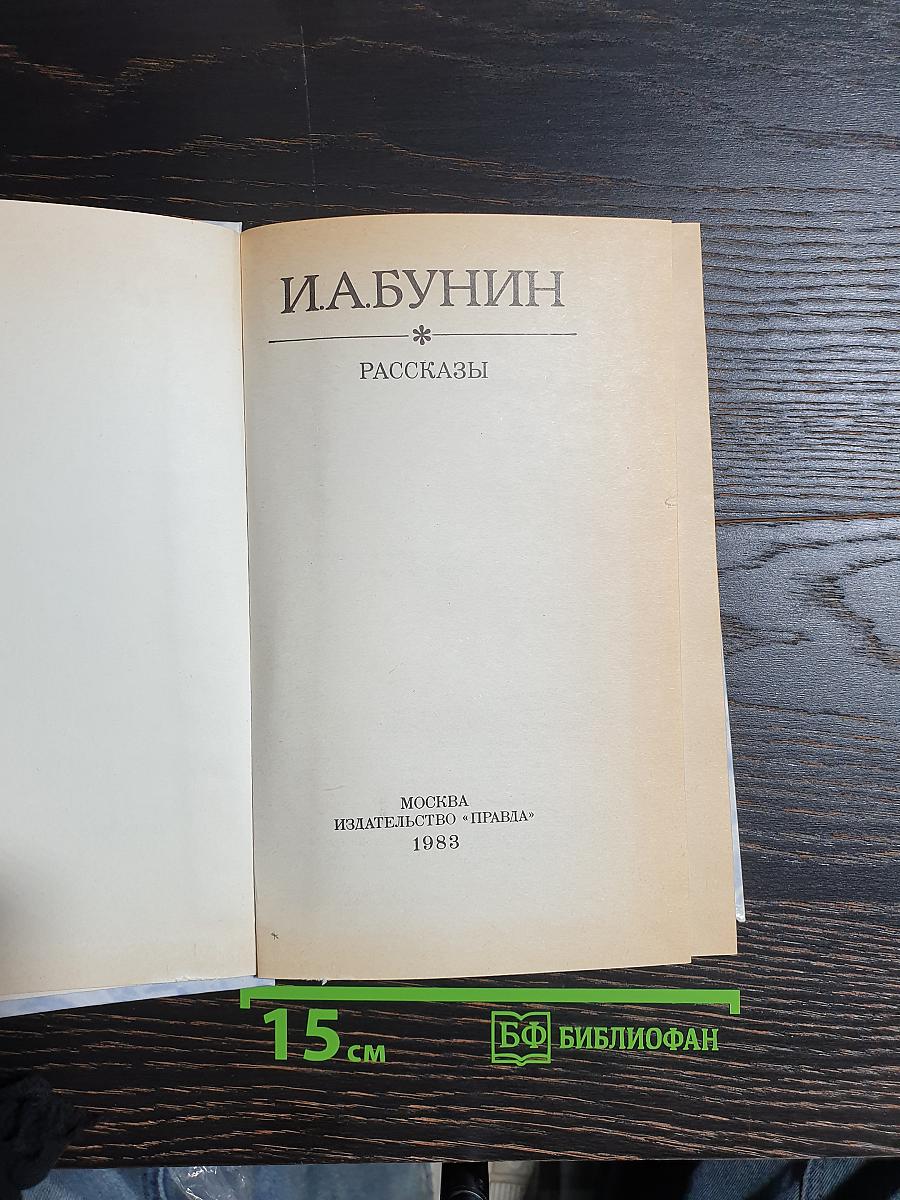 И.А.БУНИН
РАССКАЗЫ
МОСКВА
ИЗДАТЕЛЬСТВО «ПРАВДА»
1983
15 см
БФ БИБЛИОФАН